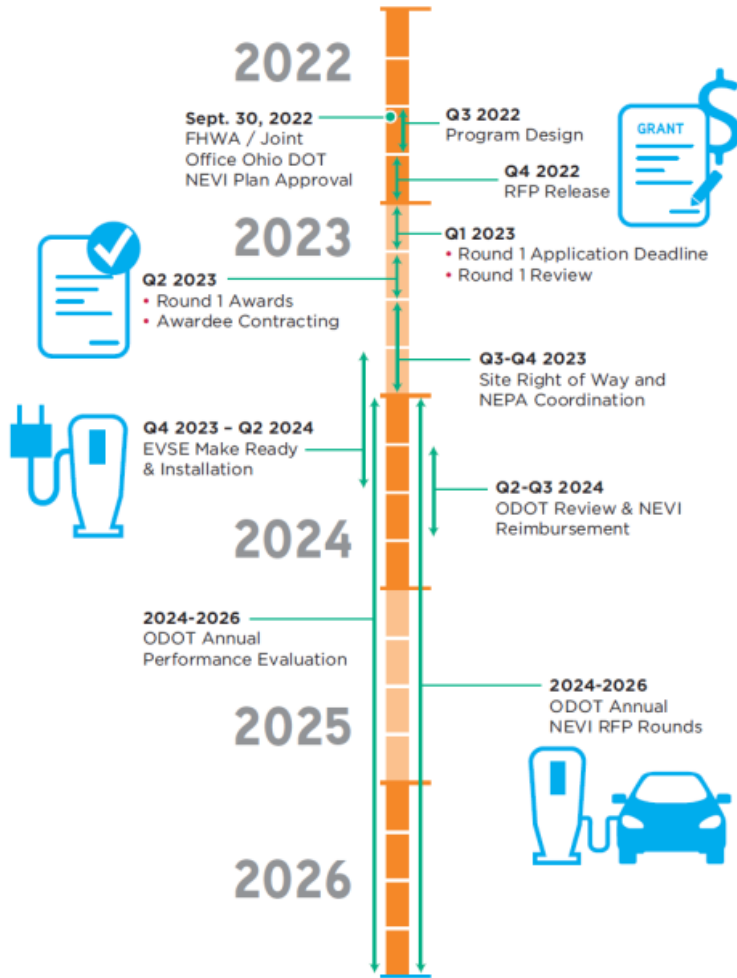 2022
Sept. 30, 2022
FHWA / Joint
Office Ohio DOT
NEVI Plan Approval
Q3 2022
Program Design
GRANT
$
Q4 2022
RFP Release
2023
Q1 2023
• Round 1 Application Deadline
• Round 1 Review
Q2 2023
• Round 1 Awards
• Awardee Contracting
Q3-Q4 2023
Site Right of Way and
NEPA Coordination
Q4 2023 – Q2 2024
EVSE Make Ready
& Installation
Q2-Q3 2024
ODOT Review & NEVI
Reimbursement
2024
2024-2026
ODOT Annual
Performance Evaluation
2024-2026
ODOT Annual
NEVI RFP Rounds
2025
2026